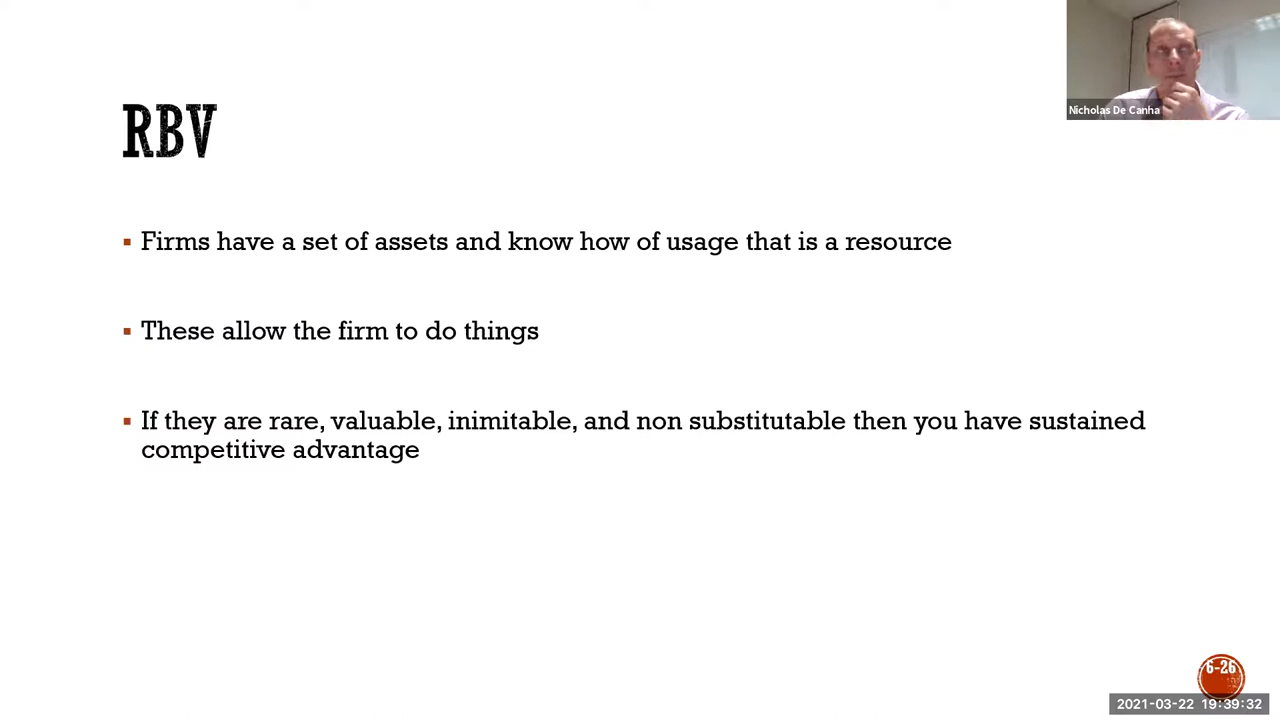 Nicholas De Canha
RBV
Firms have a set of assets and know how of usage that is a resource
These allow the firm to do things
If they are rare, valuable, inimitable, and non substitutable then you have sustained
competitive advantage
6-26
2021-03-22 19:39:32